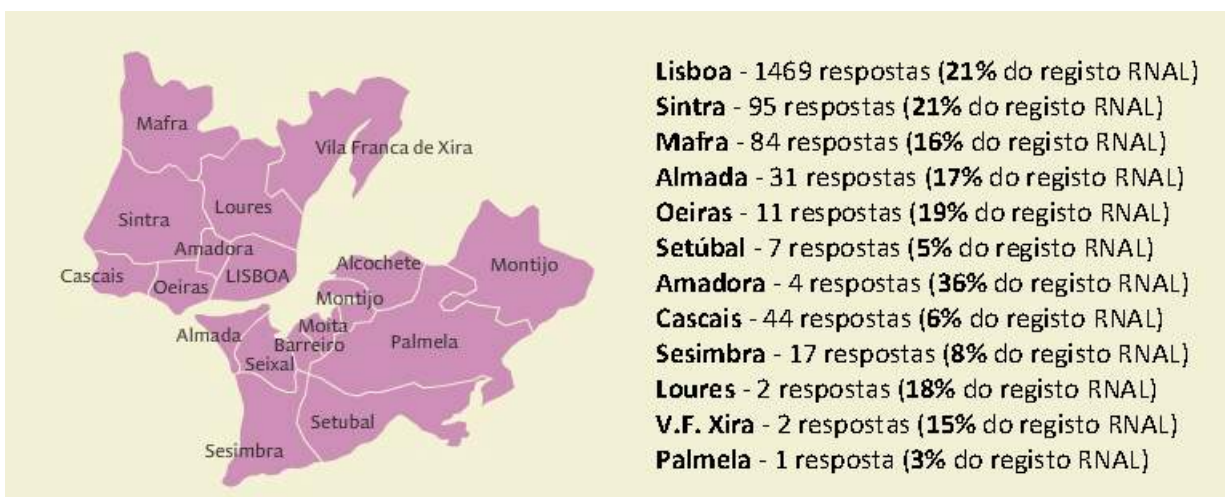 Mafra
Vila Franca de Xira
Loures
Sintra
Amadora
Cascais
Oeiras
LISBOA
Alcochete
Montijo
Montijo
Almada
Moita
Barreiro
Seixal
Palmela
Setubal
Sesimbra
Lisboa - 1469 respostas (21% do registo RNAL)
Sintra - 95 respostas (21% do registo RNAL)
Mafra - 84 respostas (16% do registo RNAL)
Almada - 31 respostas (17% do registo RNAL)
Oeiras - 11 respostas (19% do registo RNAL)
Setúbal - 7 respostas (5% do registo RNAL)
Amadora - 4 respostas (36% do registo RNAL)
Cascais - 44 respostas (6% do registo RNAL)
Sesimbra - 17 respostas (8% do registo RNAL)
Loures - 2 respostas (18% do registo RNAL)
V.F. Xira - 2 respostas (15% do registo RNAL)
Palmela - 1 resposta (3% do registo RNAL)